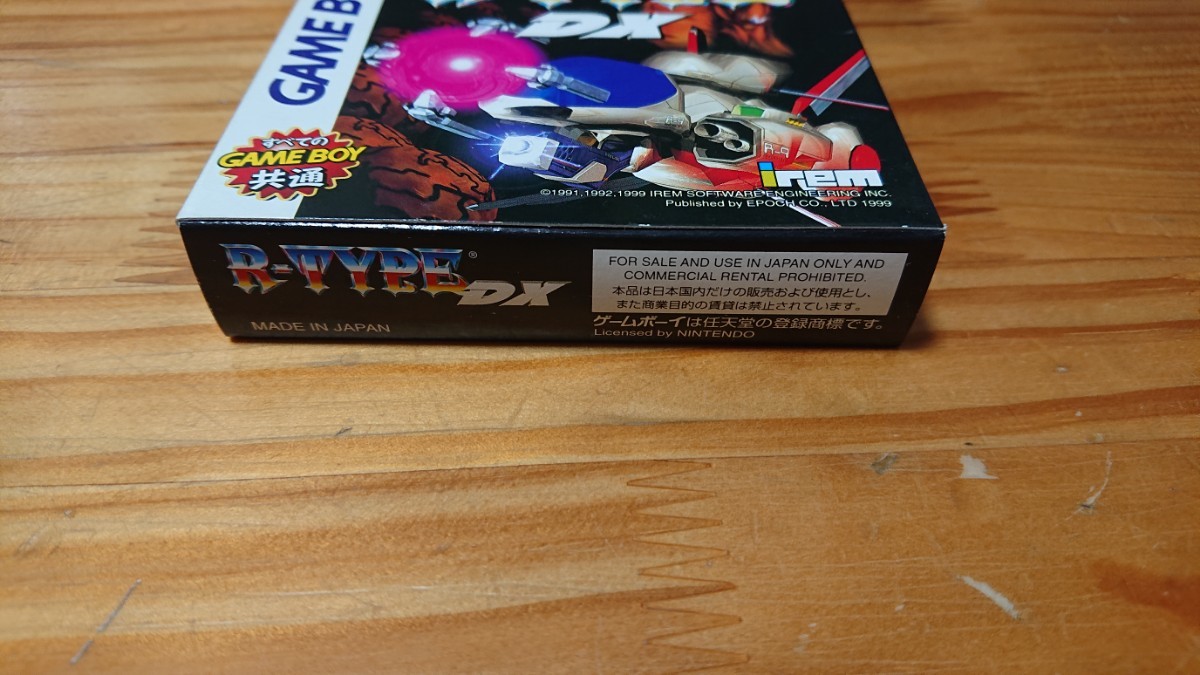 GAME B
DX
すべての
GAME BOY
共通
R-9
irem
©1991,1992,1999 IREM SOFTWARE ENGINEERING INC.
Published by EPOCH CO., LTD 1999
R-TYPE® DX
MADE IN JAPAN
FOR SALE AND USE IN JAPAN ONLY AND
COMMERCIAL RENTAL PROHIBITED.
本品は日本国内だけの販売および使用とし、
また商業目的の賃貸は禁止されています。
ゲームボーイは任天堂の登録商標です。
Licensed by NINTENDO